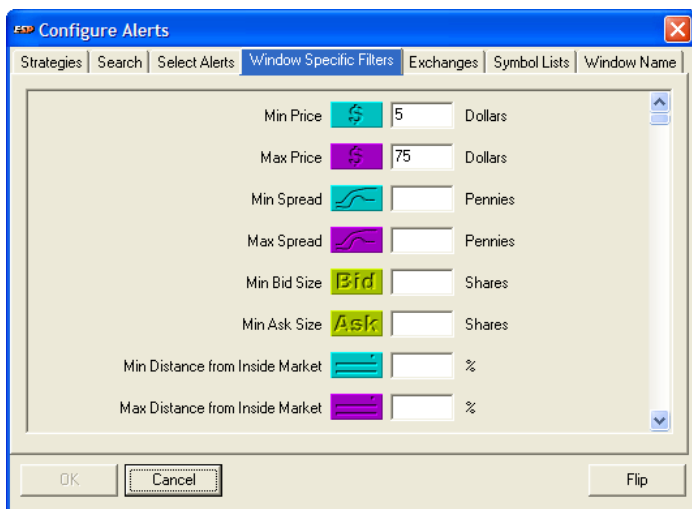 ESP Configure Alerts
Strategies Search Select Alerts Window Specific Filters Exchanges Symbol Lists Window Name
Min Price $ 5 Dollars
Max Price $ 75 Dollars
Min Spread Pennies
Max Spread Pennies
Min Bid Size Bid Shares
Min Ask Size Ask Shares
Min Distance from Inside Market %
Max Distance from Inside Market %
OK Cancel Flip